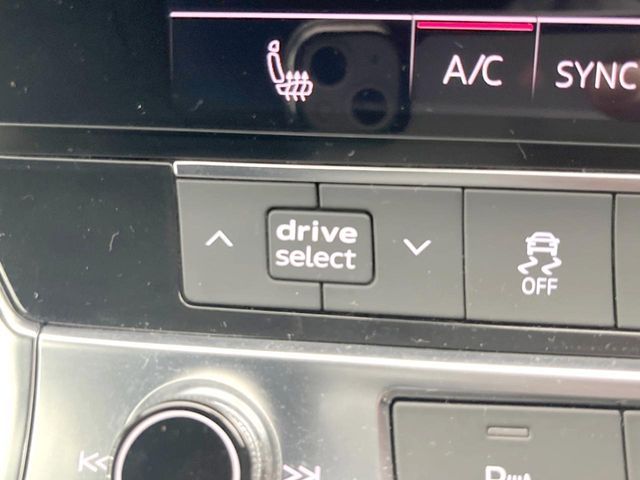 A/C
SYNC
drive
select
OFF
P